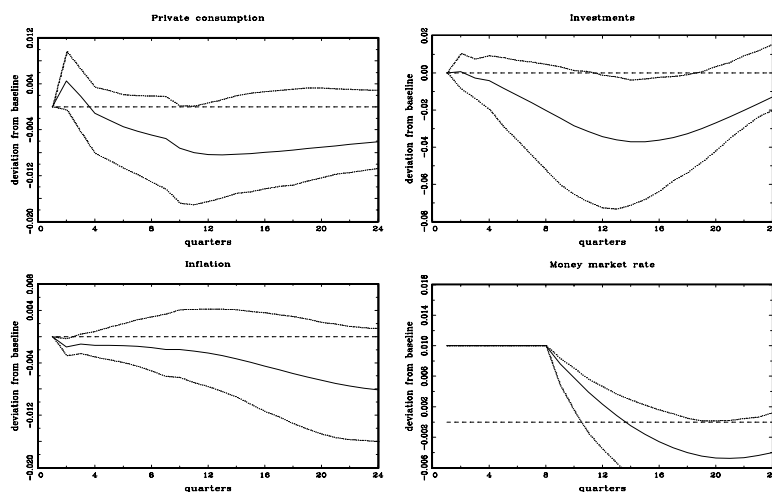 Private consumption
deviation from baseline
0.012
0.004
−0.004
−0.012
−0.020
0 4 8 12 16 20 24
quarters
Investments
deviation from baseline
0.02
0.00
−0.02
−0.04
−0.06
−0.08
0 4 8 12 16 20 24
quarters
Inflation
deviation from baseline
0.008
0.004
−0.004
−0.012
−0.020
0 4 8 12 16 20 24
quarters
Money market rate
deviation from baseline
0.018
0.014
0.010
0.006
0.002
−0.002
−0.006
0 4 8 12 16 20 24
quarters